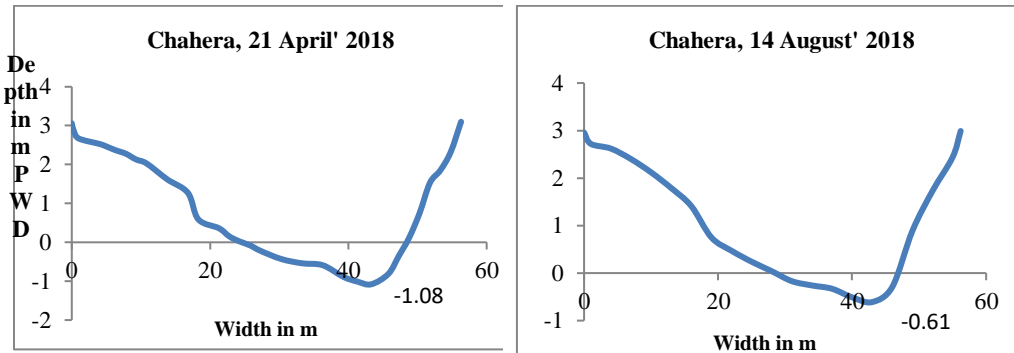 Chahera, 21 April' 2018
De
pth
in
m
P
W
D
4
3
2
1
0
-1
-2
0
20
40
60
-1.08
Width in m
Chahera, 14 August' 2018
4
3
2
1
0
-1
0
20
40
60
-0.61
Width in m